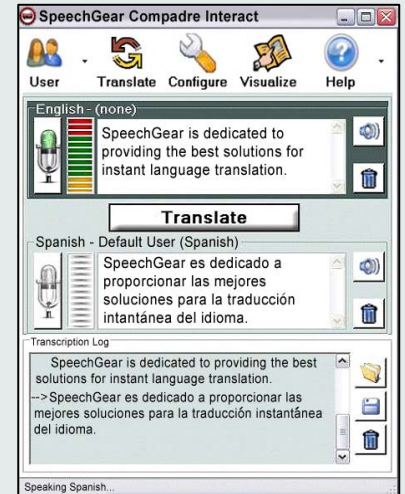 SpeechGear Compadre Interact
User Translate Configure Visualize Help
English - (none)
SpeechGear is dedicated to
providing the best solutions for
instant language translation.
Translate
Spanish - Default User (Spanish)
SpeechGear es dedicado a
proporcionar las mejores
soluciones para la traducción
intantánea del idioma.
Transcription Log
SpeechGear is dedicated to providing the best
solutions for instant language translation.
-->SpeechGear es dedicado a proporcionar las
mejores soluciones para la traducción instantánea
del idioma.
Speaking Spanish...